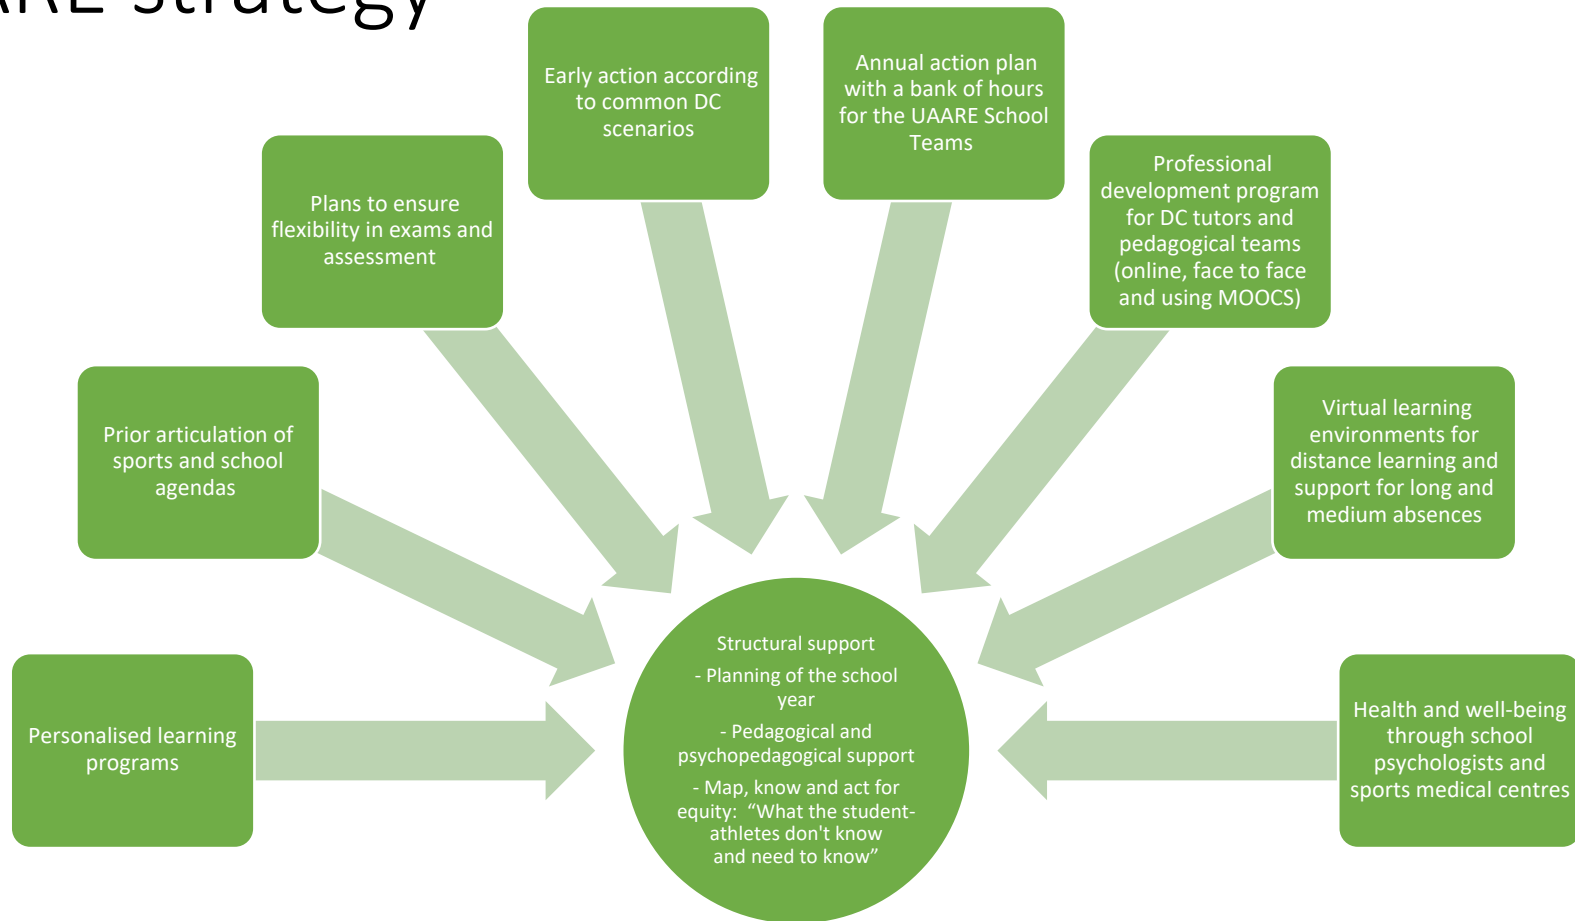 ARE strategy
Early action according
to common DC
scenarios
Annual action plan
with a bank of hours
for the UAARE School
Teams
Plans to ensure
flexibility in exams and
assessment
Professional
development program
for DC tutors and
pedagogical teams
(online, face to face
and using MOOCS)
Prior articulation of
sports and school
agendas
Virtual learning
environments for
distance learning and
support for long and
medium absences
Personalised learning
programs
Structural support
- Planning of the school
year
- Pedagogical and
psychopedagogical support
- Map, know and act for
equity: “What the student-
athletes don't know
and need to know”
Health and well-being
through school
psychologists and
sports medical centres